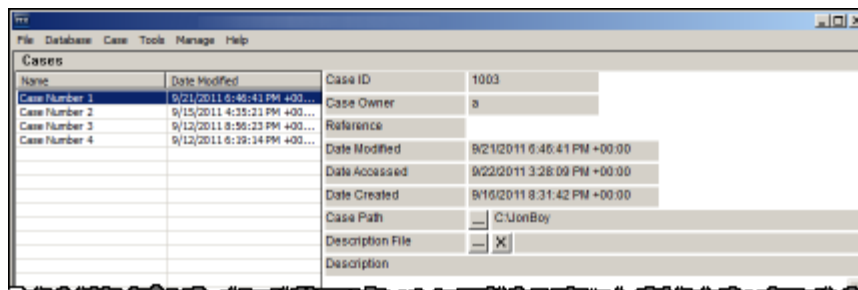 File Database Case Tools Manage Help
Cases
Name Date Modified
Case Number 1 9/21/2011 6:46:41 PM +00...
Case Number 2 9/15/2011 4:35:21 PM +00...
Case Number 3 9/12/2011 8:56:23 PM +00...
Case Number 4 9/12/2011 6:19:14 PM +00...
Case ID 1003
Case Owner a
Reference
Date Modified 9/21/2011 6:46:41 PM +00:00
Date Accessed 9/22/2011 3:28:09 PM +00:00
Date Created 9/16/2011 8:31:42 PM +00:00
Case Path ... C:\JonBoy
Description File ... X
Description